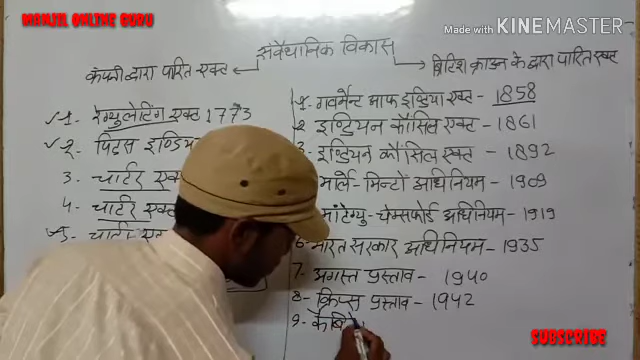 MANZIL ONLINE GURU
Made with KINEMASTER
संवैधानिक विकास
कंपनी द्वारा पारित एक्ट
ब्रिटिश क्राउन के द्वारा पारित एक्ट
1. रेग्युलेटिंग एक्ट 1773
2. पिट्स इण्डिया
3. चार्टर एक्ट
4. चार्टर एक्ट
5. चार्टर एक्ट
1. गवर्मेन्ट आफ इण्डिया एक्ट - 1858
2. इण्डियन कौंसिल एक्ट - 1861
3. इण्डियन कौंसिल एक्ट - 1892
मार्ले - मिन्टों अधिनियम - 1909
मांटेग्यु - चेम्सफोर्ड अधिनियम - 1919
6. भारत सरकार अधिनियम - 1935
7. अगस्त प्रस्ताव - 1940
8. क्रिप्स प्रस्ताव - 1942
9. केबि
SUBSCRIBE